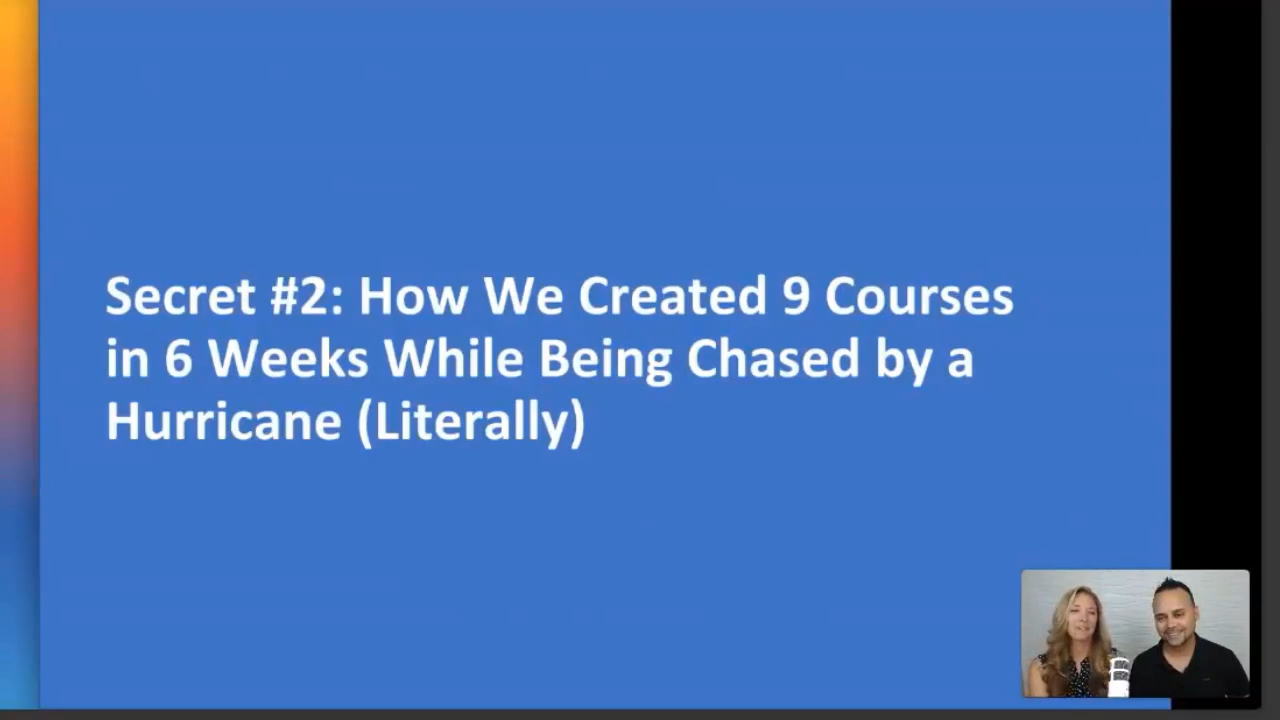 Secret #2: How We Created 9 Courses
in 6 Weeks While Being Chased by a
Hurricane (Literally)